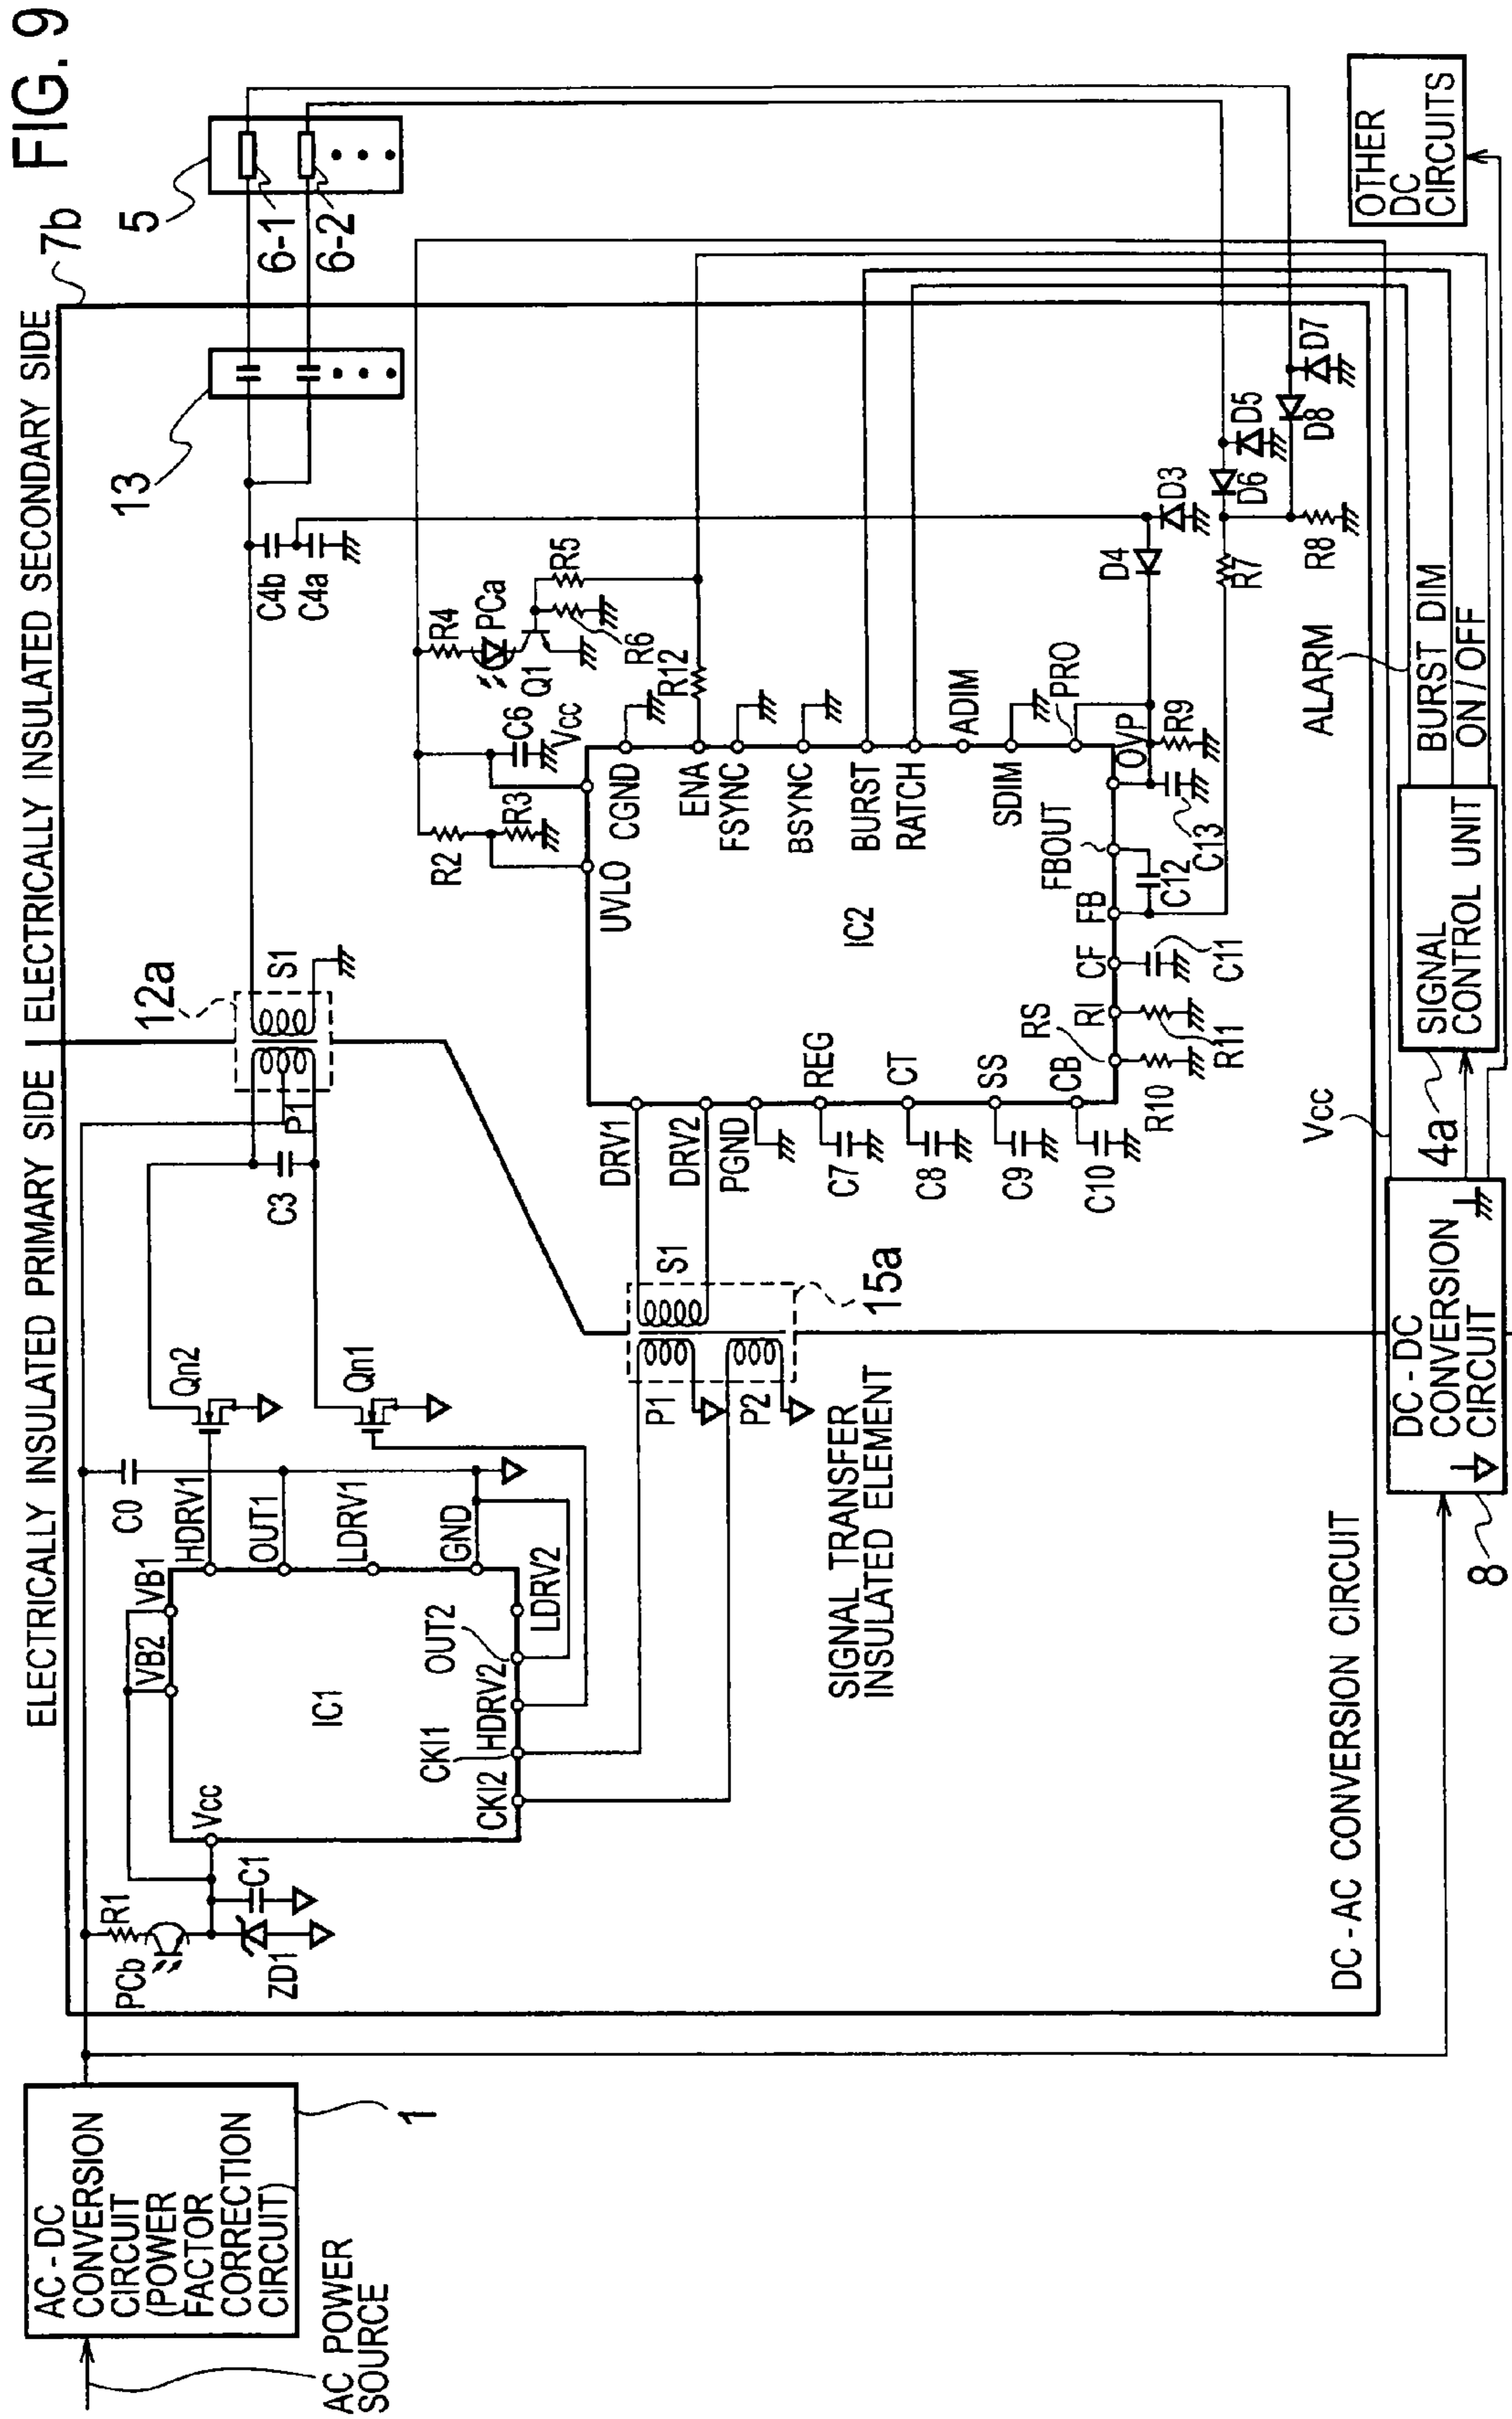 FIG. 9
ELECTRICALLY INSULATED PRIMARY SIDE
ELECTRICALLY INSULATED SECONDARY SIDE
7b
AC - DC
CONVERSION
CIRCUIT
(POWER
FACTOR
CORRECTION
CIRCUIT)
1
AC POWER
SOURCE
R1
PCb
ZD1
C1
Vcc
VB2
VB1
IC1
HDRV1
OUT1
LDRV1
GND
CKI2
CKI1
HDRV2
OUT2
LDRV2
C0
Qn2
Qn1
C3
P1
12a
S1
13
5
6-1
6-2
C4b
C4a
P1
P2
S1
15a
SIGNAL TRANSFER
INSULATED ELEMENT
R2
R3
C6
Vcc
R4
PCa
Q1
R5
R6
R12
UVLO
CGND
ENA
FSYNC
BSYNC
BURST
RATCH
ADIM
SDIM
PRO
IC2
DRV1
DRV2
PGND
REG
CT
SS
CB
C7
C8
C9
C10
RS
RI
CF
FB
FBOUT
OVP
R10
R11
C11
C12
C13
R9
D4
D3
R7
D6
D5
R8
D8
D7
DC - AC CONVERSION CIRCUIT
ALARM
BURST DIM
ON / OFF
Vcc
8
DC - DC
CONVERSION
CIRCUIT
4a
SIGNAL
CONTROL UNIT
OTHER
DC
CIRCUITS